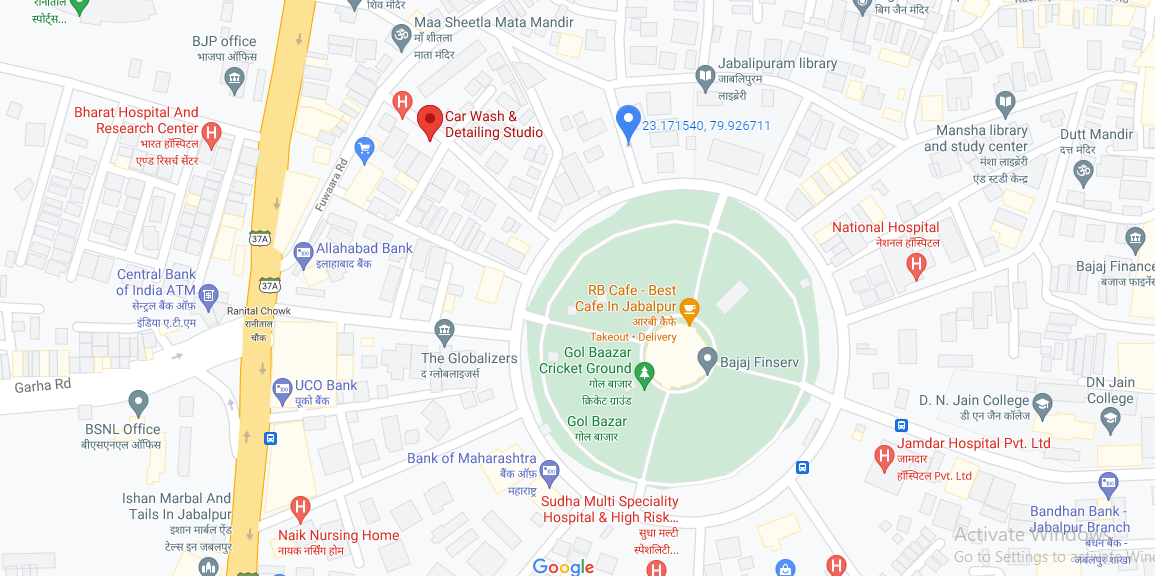 रानीताल
स्पोर्ट्स...
शिव मंदिर
बिग जैन मंदिर
Maa Sheetla Mata Mandir
माँ शीतला
माता मंदिर
BJP office
भाजपा ऑफिस
Jabalipuram library
जाबलिपुरम
लाइब्रेरी
Bharat Hospital And
Research Center
भारत हॉस्पिटल
एण्ड रिसर्च सेंटर
Car Wash &
Detailing Studio
23.171540, 79.926711
Mansha library
and study center
मंशा लाइब्रेरी
एंड स्टडी केन्द्र
Dutt Mandir
दत्त मंदिर
Fuwaara Rd
National Hospital
नेशनल हॉस्पिटल
37A
Allahabad Bank
इलाहाबाद बैंक
Bajaj Finance
बजाज फाइनेंस
Central Bank
of India ATM
सेन्ट्रल बैंक ऑफ़
इंडिया ए.टी.एम
37A
Ranital Chowk
रानीताल
चौक
RB Cafe - Best
Cafe In Jabalpur
आरबी कैफे
Takeout • Delivery
The Globalizers
द ग्लोबलाइजर्स
Gol Baazar
Cricket Ground
गोल बाजार
क्रिकेट ग्राउंड
Bajaj Finserv
Garha Rd
UCO Bank
यूको बैंक
Gol Bazar
गोल बाजार
D. N. Jain College
डी एन जैन कॉलेज
DN Jain
College
BSNL Office
बीएसएनएल ऑफिस
Jamdar Hospital Pvt. Ltd
जामदार
हॉस्पिटल Pvt. Ltd
Bank of Maharashtra
बैंक ऑफ़
महाराष्ट्र
Ishan Marbal And
Tails In Jabalpur
इशान मार्बल ऍंड
टेल्स इन जबलपुर
Sudha Multi Speciality
Hospital & High Risk...
सुधा मल्टी
स्पेशलिटी...
Naik Nursing Home
नायक नर्सिंग होम
Bandhan Bank -
Jabalpur Branch
बंधन बैंक -
जबलपुर शाखा
Activate Windows
Go to Settings to activate Win
Google